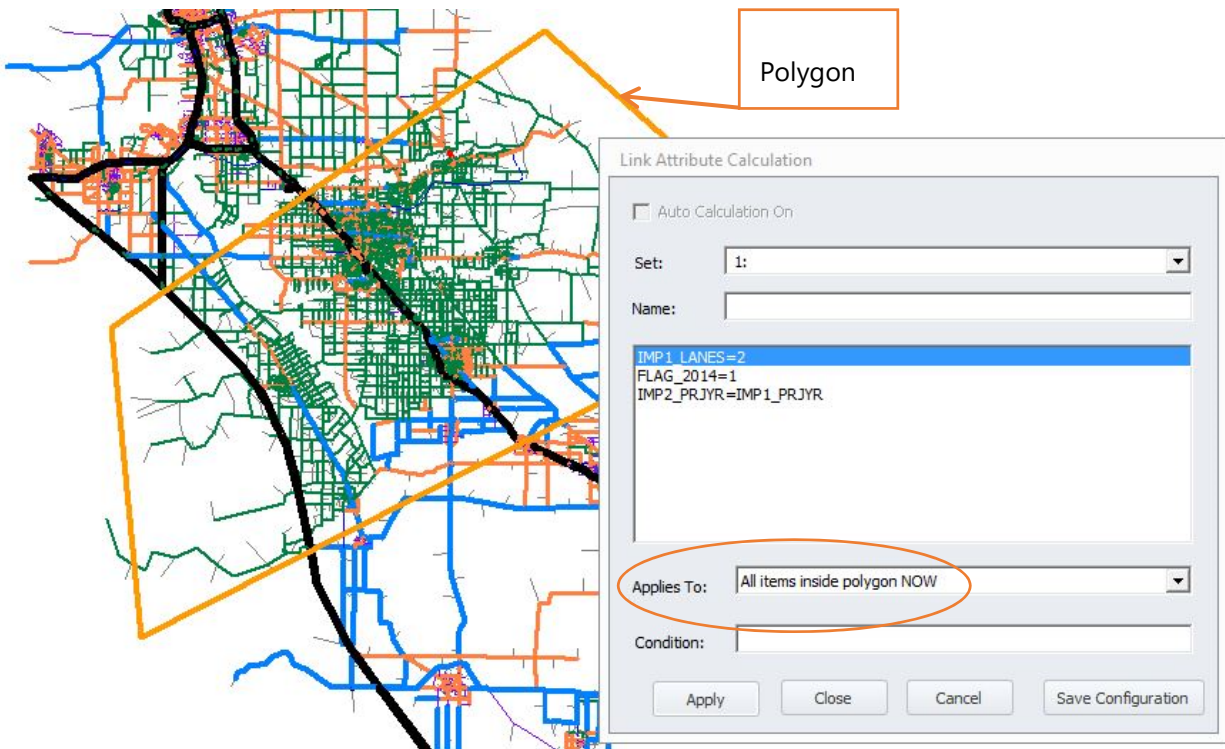 Polygon
Link Attribute Calculation
Auto Calculation On
Set:
1:
Name:
IMP1_LANES=2
FLAG_2014=1
IMP2_PRJYR=IMP1_PRJYR
Applies To:
All items inside polygon NOW
Condition:
Apply
Close
Cancel
Save Configuration